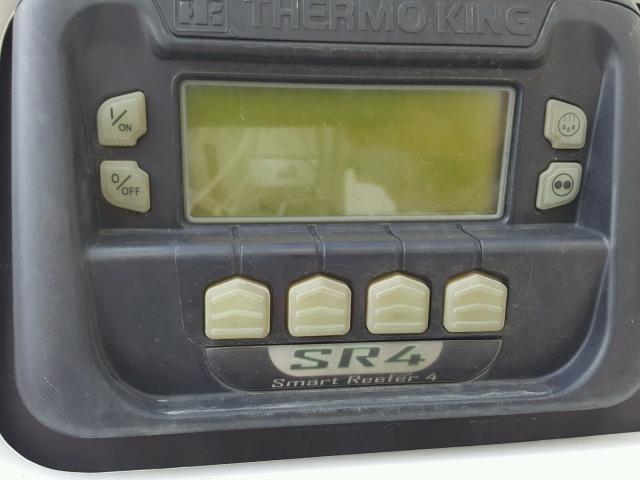 THERMO KING
I/ON
O/OFF
SR4
Smart Reefer 4